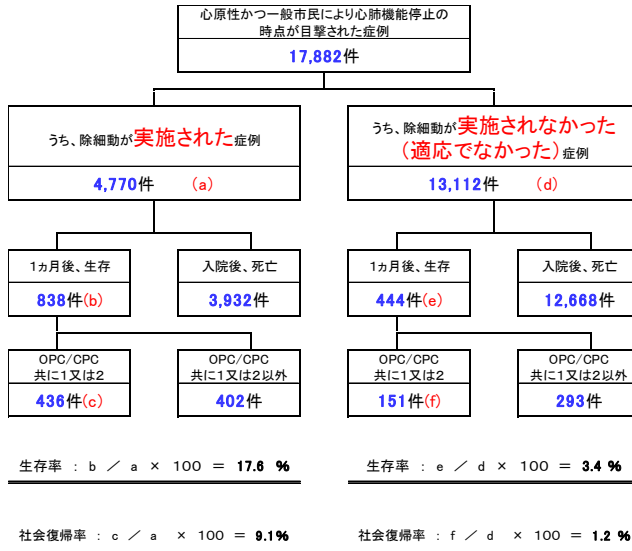 心原性かつ一般市民により心肺機能停止の
時点が目撃された症例
17,882件
うち、除細動が実施された症例
4,770件 (a)
うち、除細動が実施されなかった
(適応でなかった)症例
13,112件 (d)
1ヵ月後、生存
838件(b)
入院後、死亡
3,932件
1ヵ月後、生存
444件(e)
入院後、死亡
12,668件
OPC/CPC
共に1又は2
436件(c)
OPC/CPC
共に1又は2以外
402件
OPC/CPC
共に1又は2
151件(f)
OPC/CPC
共に1又は2以外
293件
生存率 : b / a × 100 = 17.6 %
生存率 : e / d × 100 = 3.4 %
社会復帰率 : c / a × 100 = 9.1%
社会復帰率 : f / d × 100 = 1.2 %